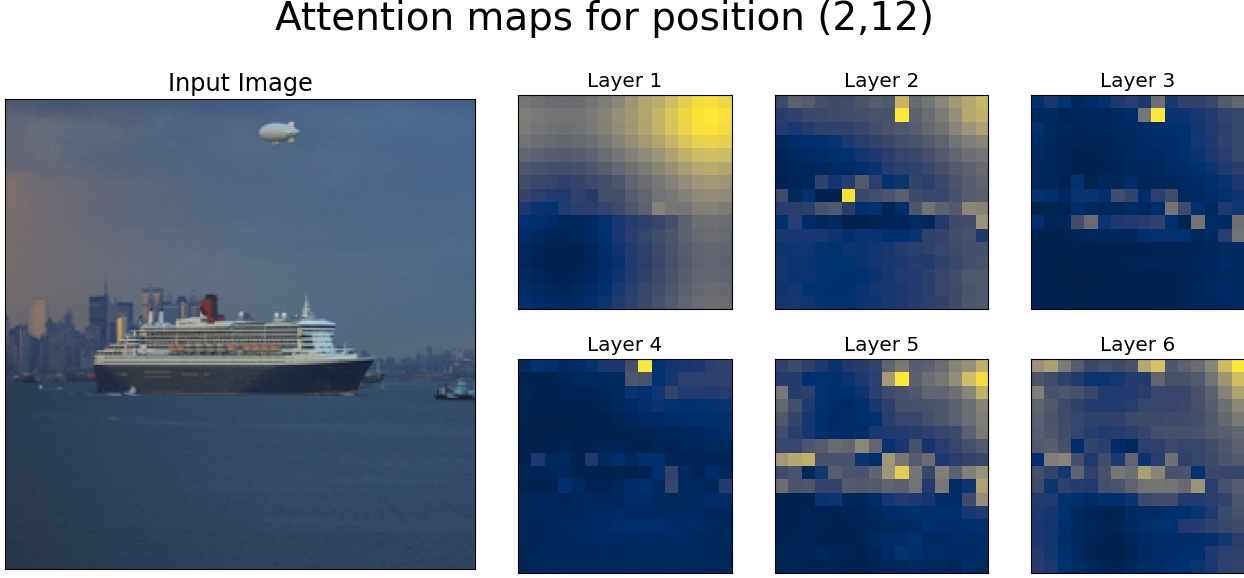 Attention maps for position (2,12)
Input Image
Layer 1
Layer 2
Layer 3
Layer 4
Layer 5
Layer 6